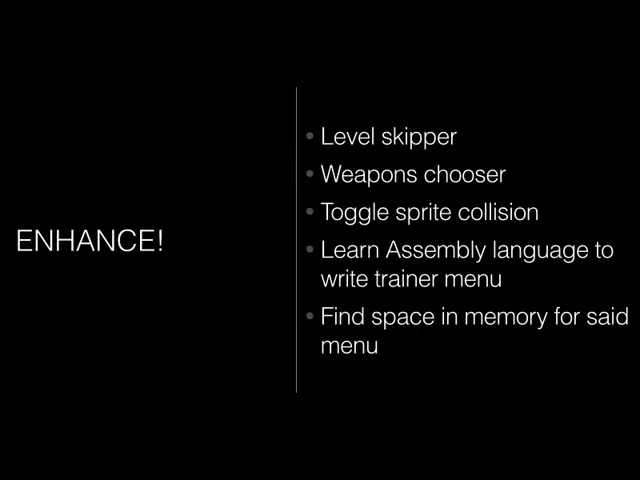 ENHANCE!
• Level skipper
• Weapons chooser
• Toggle sprite collision
• Learn Assembly language to
write trainer menu
• Find space in memory for said
menu